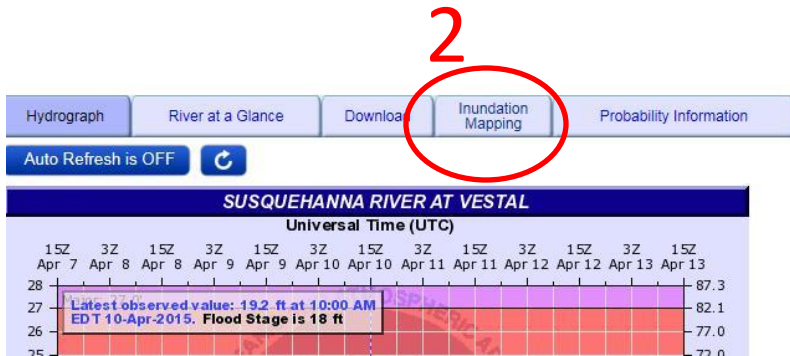 2
Hydrograph River at a Glance Download Inundation Mapping Probability Information
Auto Refresh is OFF
SUSQUEHANNA RIVER AT VESTAL
Universal Time (UTC)
15Z 3Z 15Z 3Z 15Z 3Z 15Z 3Z 15Z 3Z 15Z 3Z 15Z
Apr 7 Apr 8 Apr 8 Apr 9 Apr 9 Apr 10 Apr 10 Apr 11 Apr 11 Apr 12 Apr 12 Apr 13 Apr 13
28 87.3
Latest observed value: 19.2 ft at 10:00 AM
27 82.1
EDT 10-Apr-2015. Flood Stage is 18 ft
26 77.0
25 72.0